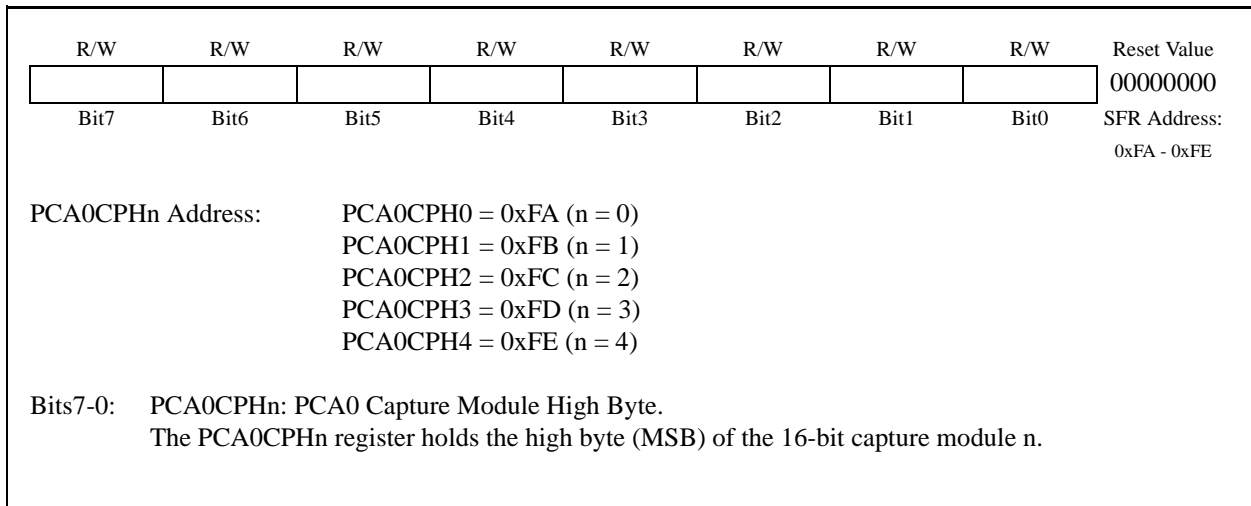 R/W R/W R/W R/W R/W R/W R/W R/W Reset Value
00000000
Bit7 Bit6 Bit5 Bit4 Bit3 Bit2 Bit1 Bit0 SFR Address:
0xFA - 0xFE
PCA0CPHn Address: PCA0CPH0 = 0xFA (n = 0)
PCA0CPH1 = 0xFB (n = 1)
PCA0CPH2 = 0xFC (n = 2)
PCA0CPH3 = 0xFD (n = 3)
PCA0CPH4 = 0xFE (n = 4)
Bits7-0: PCA0CPHn: PCA0 Capture Module High Byte.
The PCA0CPHn register holds the high byte (MSB) of the 16-bit capture module n.